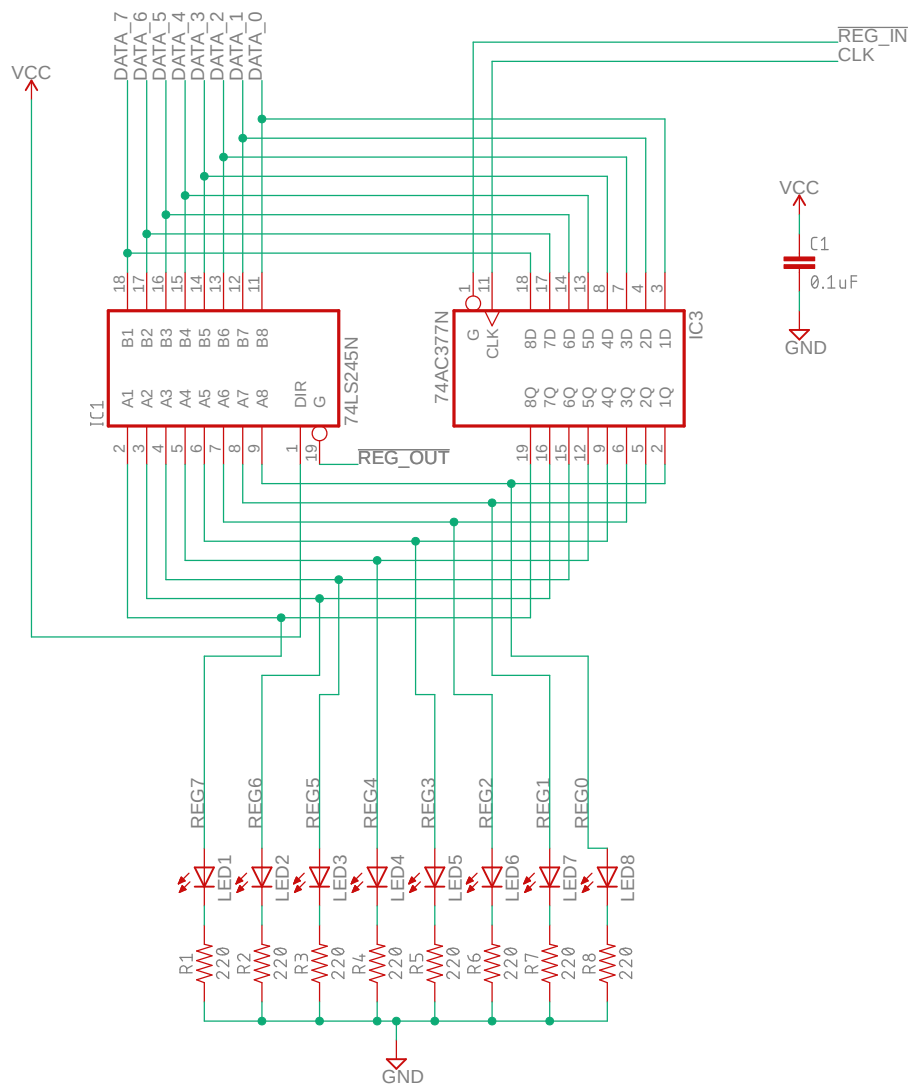 DATA_7
DATA_6
DATA_5
DATA_4
DATA_3
DATA_2
DATA_1
DATA_0
REG_IN
CLK
VCC
VCC
C1
0.1uF
GND
18
17
16
15
14
13
12
11
1
11
18
17
14
13
8
7
4
3
B1
B2
B3
B4
B5
B6
B7
B8
G
CLK
8D
7D
6D
5D
4D
3D
2D
1D
IC3
74LS245N
74AC377N
A1
A2
A3
A4
A5
A6
A7
A8
DIR
G
8Q
7Q
6Q
5Q
4Q
3Q
2Q
1Q
IC1
2
3
4
5
6
7
8
9
1
19
REG_OUT
19
16
15
12
9
6
5
2
REG7
REG6
REG5
REG4
REG3
REG2
REG1
REG0
LED1
LED2
LED3
LED4
LED5
LED6
LED7
LED8
R1
220
R2
220
R3
220
R4
220
R5
220
R6
220
R7
220
R8
220
GND